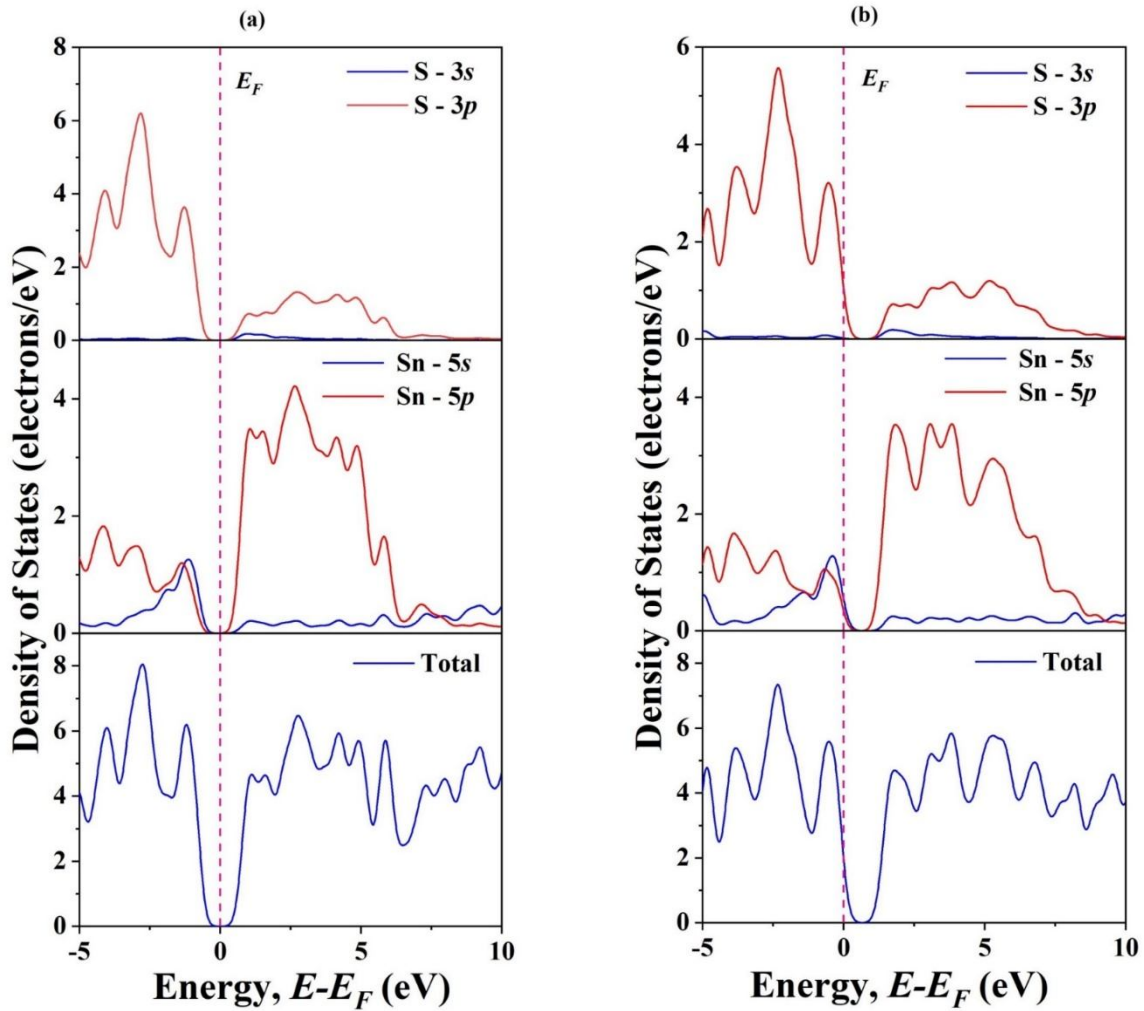 (a)
8
6
4
2
0
4
2
0
8
6
4
2
0
-5
0
5
10
E_F
S - 3s
S - 3p
Sn - 5s
Sn - 5p
Total
Density of States (electrons/eV)
Energy, E-E_F (eV)
(b)
6
4
2
0
4
2
0
8
6
4
2
0
-5
0
5
10
E_F
S - 3s
S - 3p
Sn - 5s
Sn - 5p
Total
Density of States (electrons/eV)
Energy, E-E_F (eV)